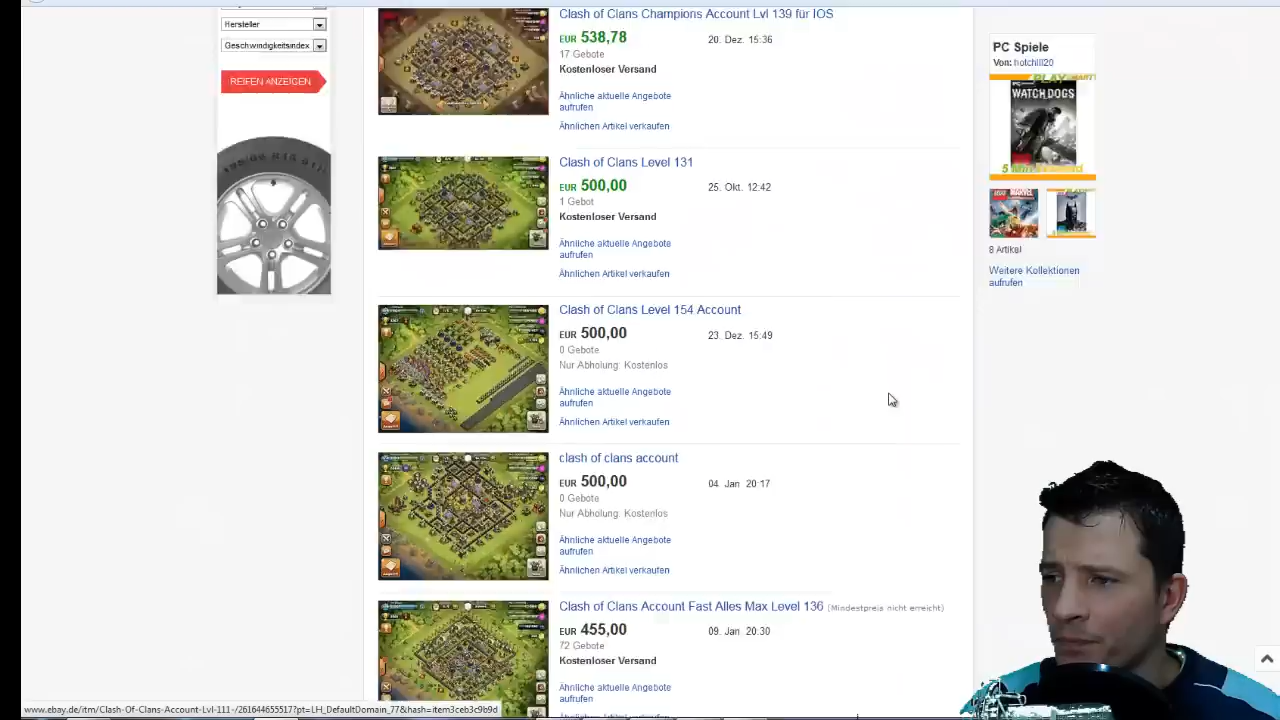 Hersteller
Geschwindigkeitsindex
REIFEN ANZEIGEN
Clash of Clans Champions Account Lvl 139 für IOS
EUR 538,78
20. Dez. 15:36
17 Gebote
Kostenloser Versand
Ähnliche aktuelle Angebote
aufrufen
Ähnlichen Artikel verkaufen
Clash of Clans Level 131
EUR 500,00
25. Okt. 12:42
1 Gebot
Kostenloser Versand
Ähnliche aktuelle Angebote
aufrufen
Ähnlichen Artikel verkaufen
Clash of Clans Level 154 Account
EUR 500,00
23. Dez. 15:49
0 Gebote
Nur Abholung: Kostenlos
Ähnliche aktuelle Angebote
aufrufen
Ähnlichen Artikel verkaufen
clash of clans account
EUR 500,00
04. Jan 20:17
0 Gebote
Nur Abholung: Kostenlos
Ähnliche aktuelle Angebote
aufrufen
Ähnlichen Artikel verkaufen
Clash of Clans Account Fast Alles Max Level 136 (Mindestpreis nicht erreicht)
EUR 455,00
09. Jan 20:30
72 Gebote
Kostenloser Versand
Ähnliche aktuelle Angebote
aufrufen
PC Spiele
Von: hotchilli20
WATCH DOGS
8 Artikel
Weitere Kollektionen
aufrufen
www.ebay.de/itm/Clash-Of-Clans-Account-Lvl-111-/261644655517?pt=LH_DefaultDomain_77&hash=item3ceb3c9b9d